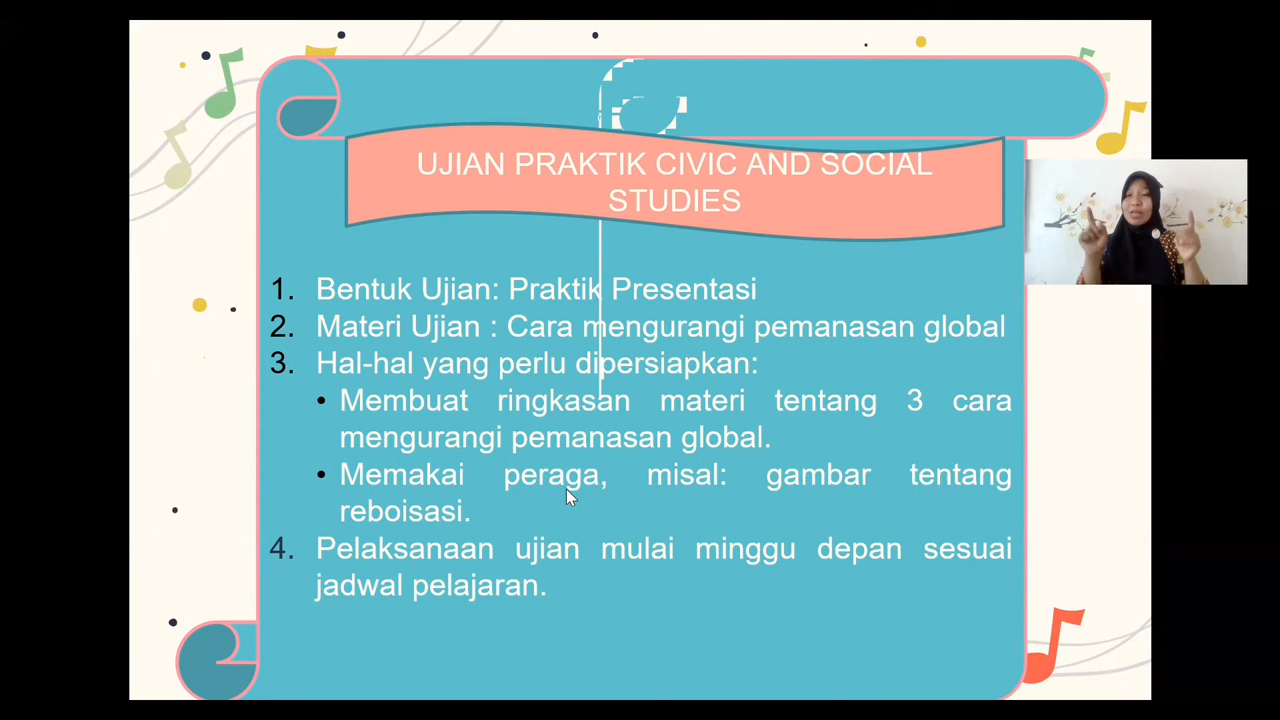 UJIAN PRAKTIK CIVIC AND SOCIAL
STUDIES
1. Bentuk Ujian: Praktik Presentasi
2. Materi Ujian : Cara mengurangi pemanasan global
3. Hal-hal yang perlu dipersiapkan:
• Membuat ringkasan materi tentang 3 cara
mengurangi pemanasan global.
• Memakai peraga, misal: gambar tentang
reboisasi.
4. Pelaksanaan ujian mulai minggu depan sesuai
jadwal pelajaran.